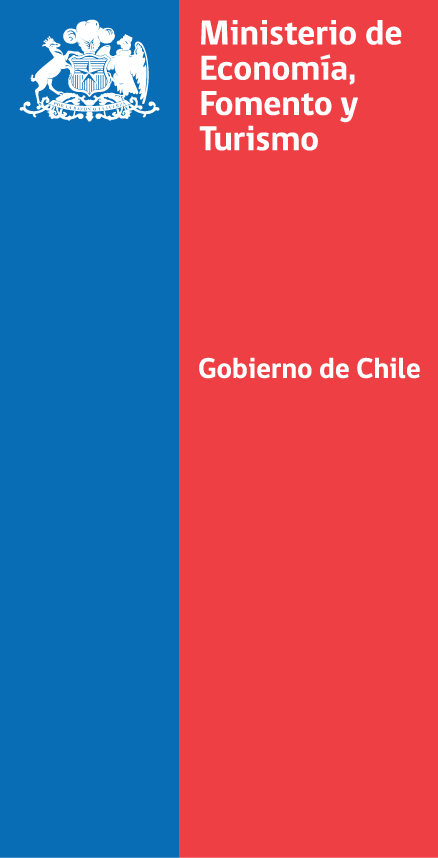 Ministerio de
Economía,
Fomento y
Turismo
Gobierno de Chile